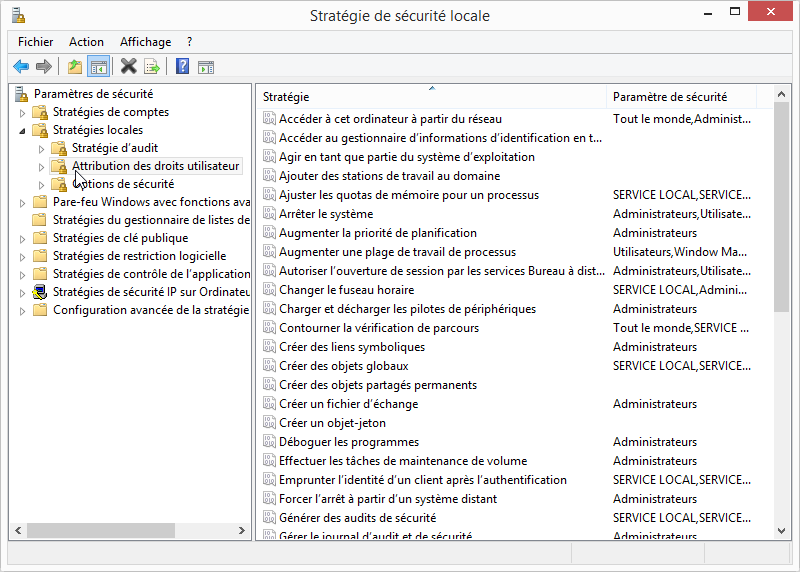 Stratégie de sécurité locale
Fichier Action Affichage ?
Paramètres de sécurité
Stratégies de comptes
Stratégies locales
Stratégie d'audit
Attribution des droits utilisateur
Options de sécurité
Pare-feu Windows avec fonctions ava
Stratégies du gestionnaire de listes de
Stratégies de clé publique
Stratégies de restriction logicielle
Stratégies de contrôle de l'application
Stratégies de sécurité IP sur Ordinateu
Configuration avancée de la stratégie
Stratégie Paramètre de sécurité
Accéder à cet ordinateur à partir du réseau Tout le monde,Administ...
Accéder au gestionnaire d'informations d'identification en t...
Agir en tant que partie du système d'exploitation
Ajouter des stations de travail au domaine
Ajuster les quotas de mémoire pour un processus SERVICE LOCAL,SERVICE...
Arrêter le système Administrateurs,Utilisate...
Augmenter la priorité de planification Administrateurs
Augmenter une plage de travail de processus Utilisateurs,Window Ma...
Autoriser l'ouverture de session par les services Bureau à dist... Administrateurs,Utilisate...
Changer le fuseau horaire SERVICE LOCAL,Admini...
Charger et décharger les pilotes de périphériques Administrateurs
Contourner la vérification de parcours Tout le monde,SERVICE ...
Créer des liens symboliques Administrateurs
Créer des objets globaux SERVICE LOCAL,SERVICE...
Créer des objets partagés permanents
Créer un fichier d'échange Administrateurs
Créer un objet-jeton
Déboguer les programmes Administrateurs
Effectuer les tâches de maintenance de volume Administrateurs
Emprunter l'identité d'un client après l'authentification SERVICE LOCAL,SERVICE...
Forcer l'arrêt à partir d'un système distant Administrateurs
Générer des audits de sécurité SERVICE LOCAL,SERVICE...
Gérer le journal d'audit et de sécurité Administrateurs